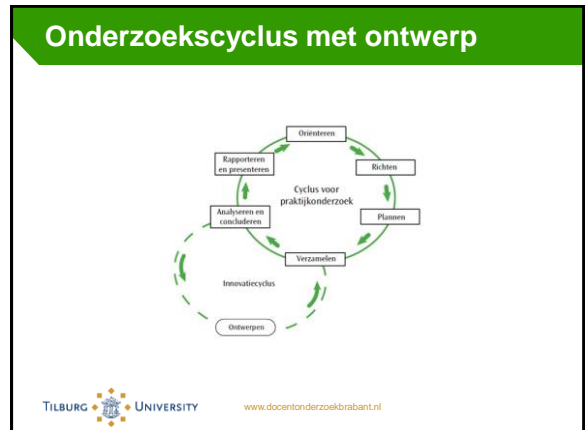 Onderzoekscyclus met ontwerp
Oriënteren
Rapporteren
en presenteren
Richten
Cyclus voor
praktijkonderzoek
Analyseren en
concluderen
Plannen
Verzamelen
Innovatiecyclus
Ontwerpen
TILBURG UNIVERSITY
www.docentonderzoekbrabant.nl